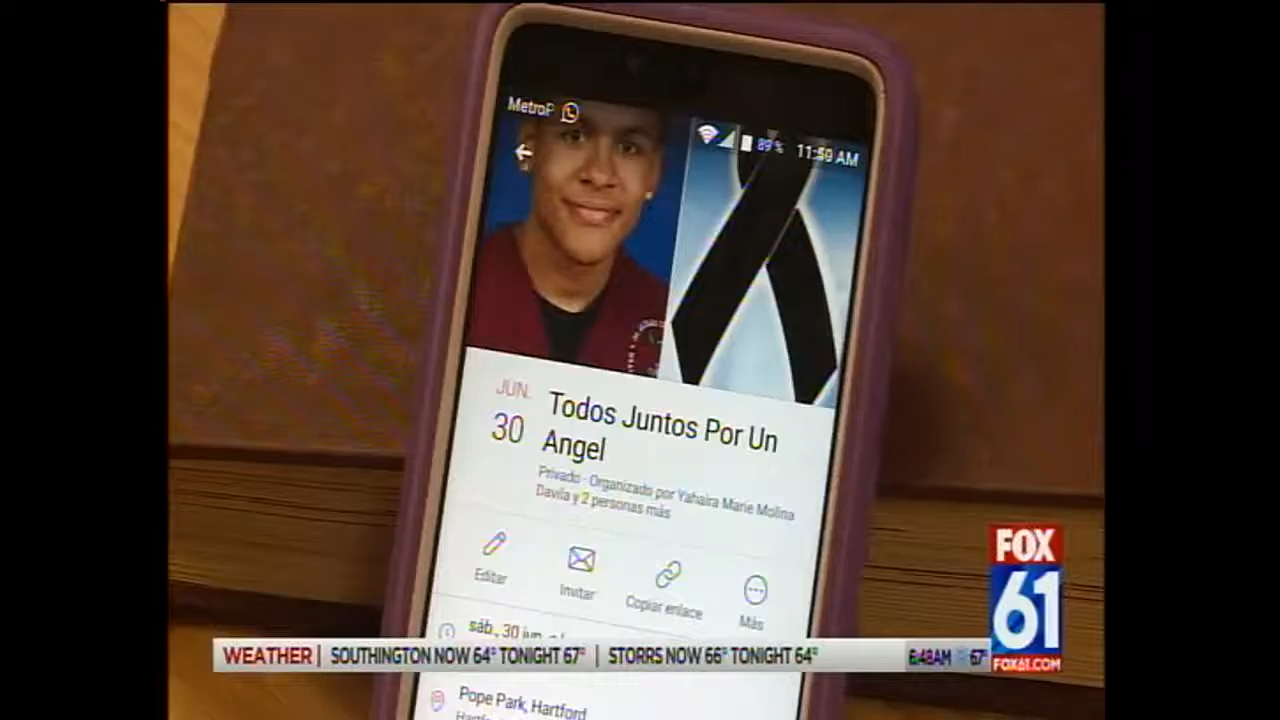 MetroP
89% 11:59 AM
JUN.
30
Todos Juntos Por Un
Angel
Privado · Organizado por Yahaira Marie Molina
Davila y 2 personas más
Editar
Invitar
Copiar enlace
Más
sáb., 30 jun.
Pope Park, Hartford
FOX
61
FOX61.COM
WEATHER | SOUTHINGTON NOW 64° TONIGHT 67° | STORRS NOW 66° TONIGHT 64°
6:48AM 67°